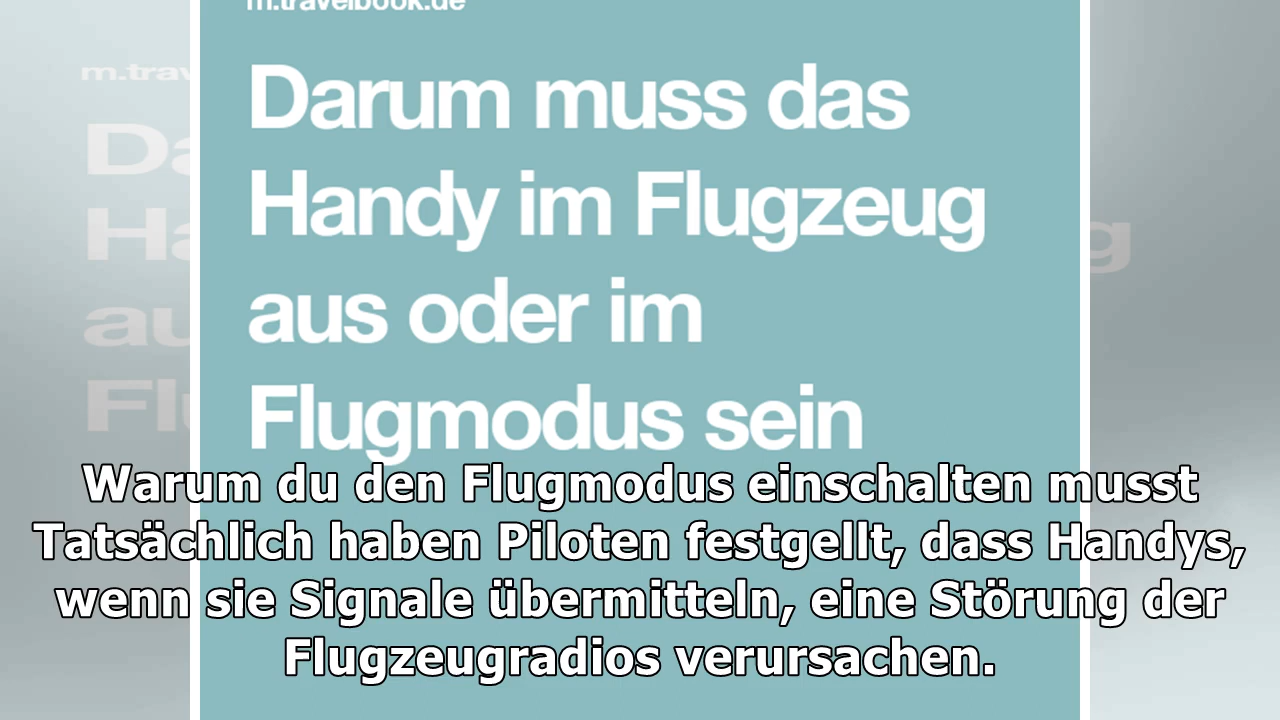 m.travelbook.de
Darum muss das
Handy im Flugzeug
aus oder im
Flugmodus sein
Warum du den Flugmodus einschalten musst
Tatsächlich haben Piloten festgellt, dass Handys,
wenn sie Signale übermitteln, eine Störung der
Flugzeugradios verursachen.